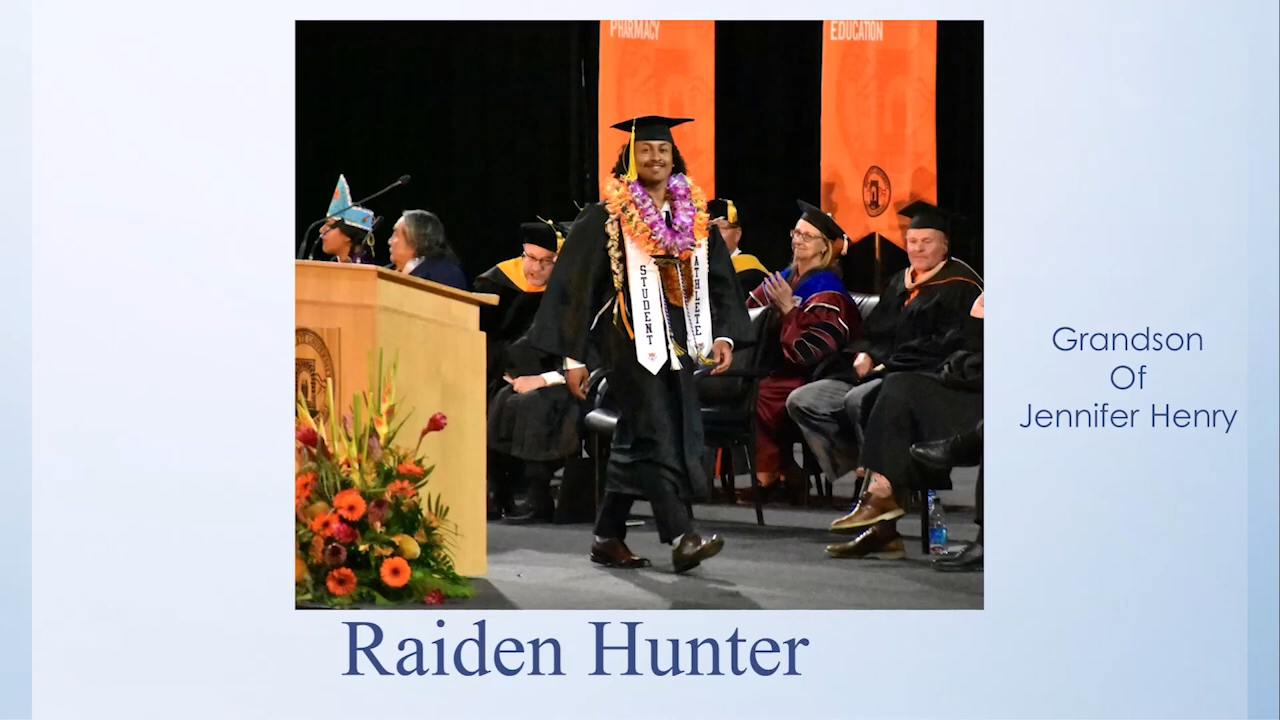 PHARMACY
EDUCATION
STUDENT
ATHLETE
Grandson
Of
Jennifer Henry
Raiden Hunter